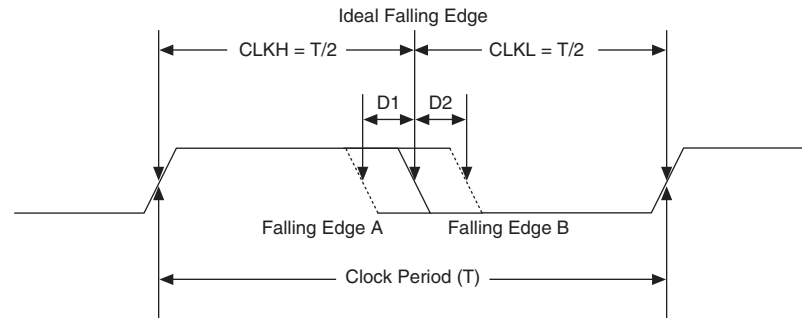 Ideal Falling Edge
CLKH = T/2
CLKL = T/2
D1
D2
Falling Edge A
Falling Edge B
Clock Period (T)